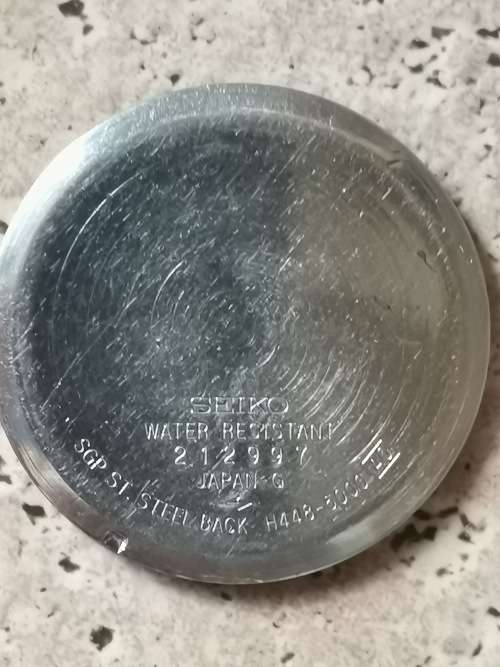 SEIKO
WATER RESISTANT
212997
JAPAN-G
SGP ST. STEEL BACK H448-5000